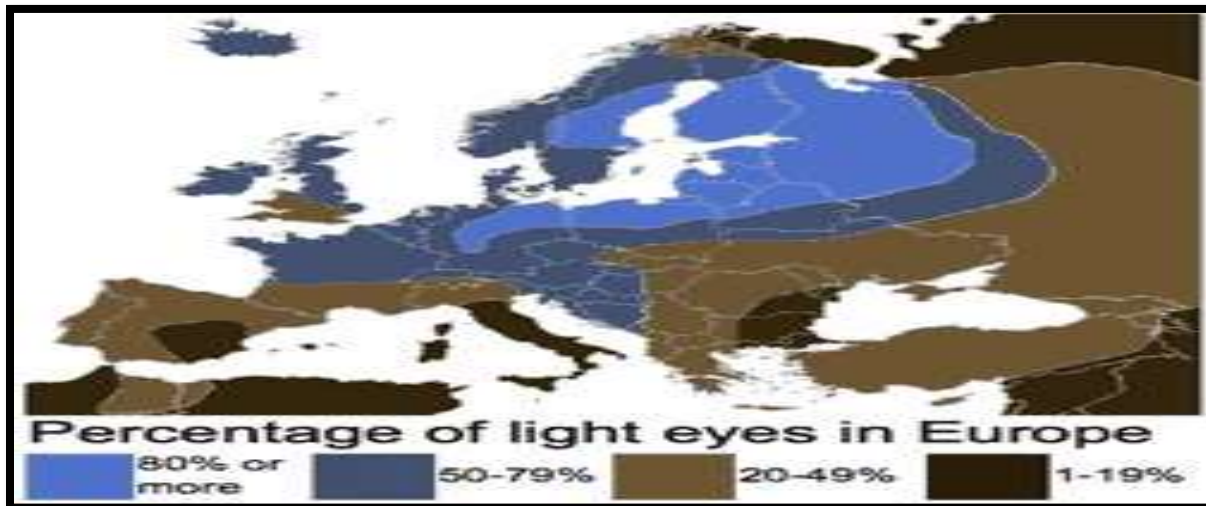 Percentage of light eyes in Europe
80% or
more
50-79%
20-49%
1-19%